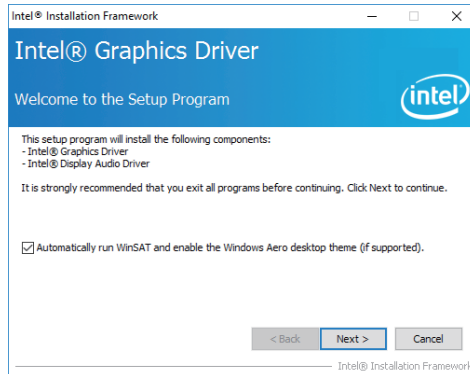 Intel® Installation Framework
Intel® Graphics Driver
Welcome to the Setup Program
intel
This setup program will install the following components:
- Intel® Graphics Driver
- Intel® Display Audio Driver
It is strongly recommended that you exit all programs before continuing. Click Next to continue.
Automatically run WinSAT and enable the Windows Aero desktop theme (if supported).
< Back Next > Cancel
Intel® Installation Framework